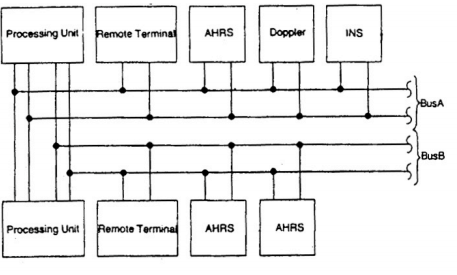 Processing Unit
Remote Terminal
AHRS
Doppler
INS
BusA
BusB
Processing Unit
Remote Terminal
AHRS
AHRS